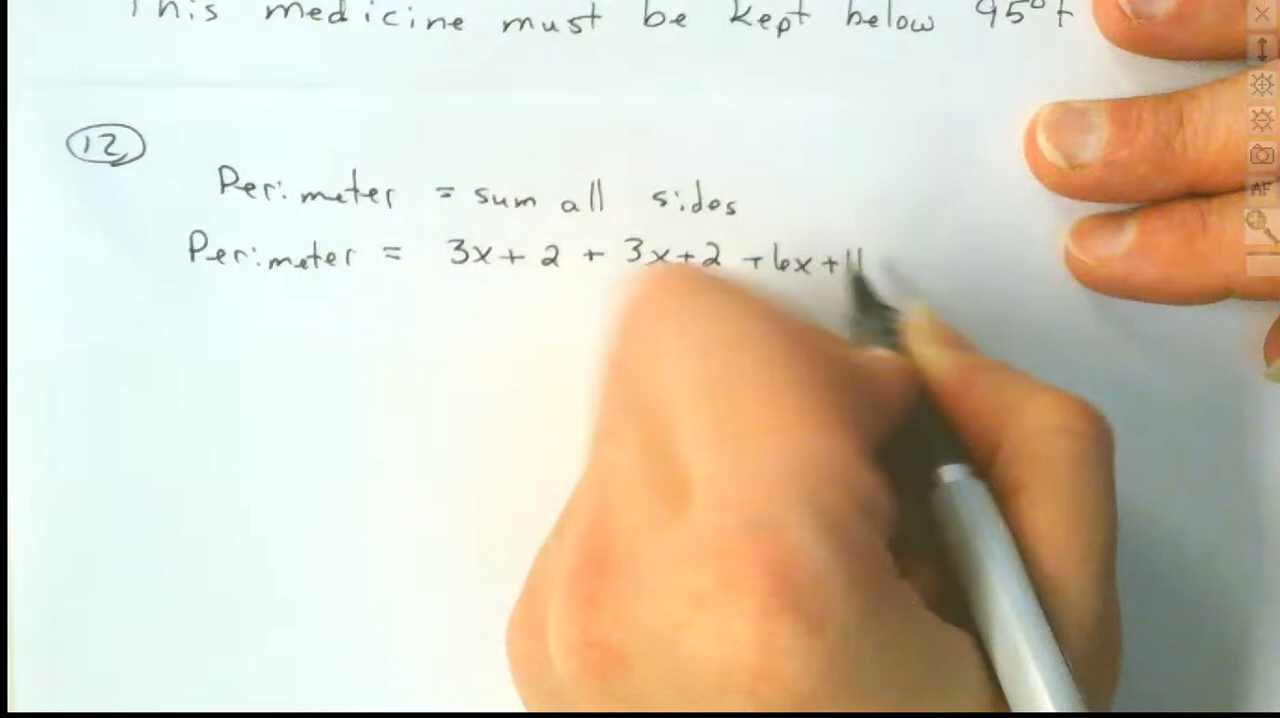 This medicine must be kept below 95°f
12
Perimeter = sum all sides
Perimeter = 3x + 2 + 3x + 2 + 6x + 11
AF